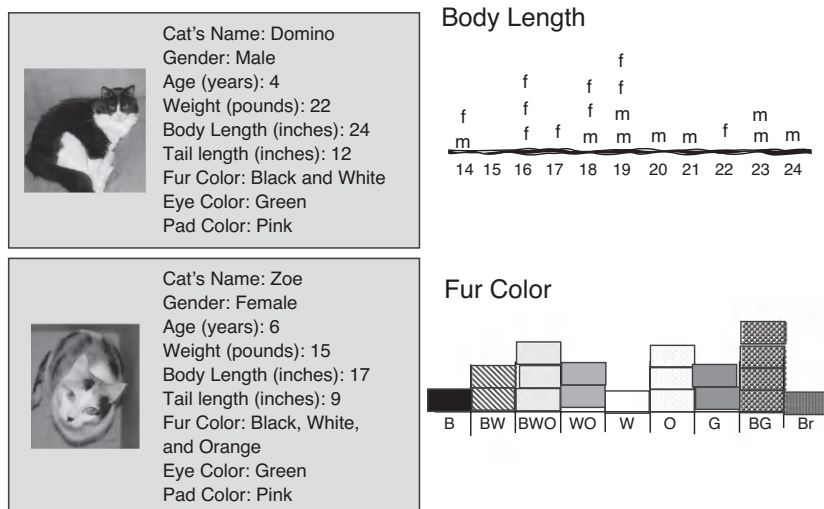 Cat's Name: Domino
Gender: Male
Age (years): 4
Weight (pounds): 22
Body Length (inches): 24
Tail length (inches): 12
Fur Color: Black and White
Eye Color: Green
Pad Color: Pink
Cat's Name: Zoe
Gender: Female
Age (years): 6
Weight (pounds): 15
Body Length (inches): 17
Tail length (inches): 9
Fur Color: Black, White,
and Orange
Eye Color: Green
Pad Color: Pink
Body Length
f
f f f
f f f m m
m f f m m m m f m m
14 15 16 17 18 19 20 21 22 23 24
Fur Color
B BW BWO WO W O G BG Br